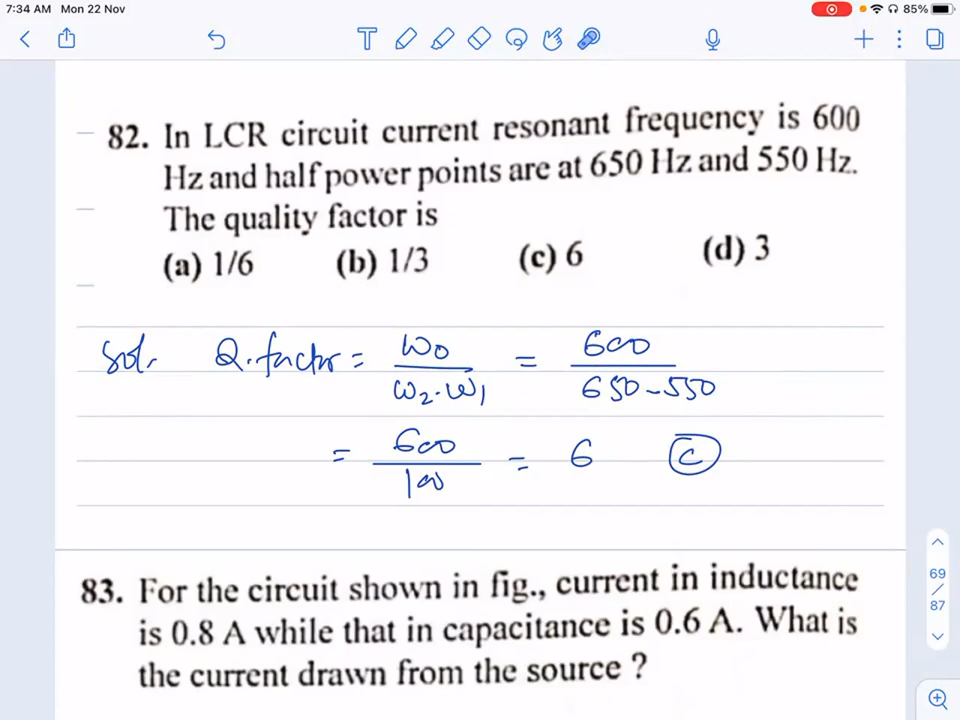 7:34 AM Mon 22 Nov
85%
82. In LCR circuit current resonant frequency is 600
Hz and half power points are at 650 Hz and 550 Hz.
The quality factor is
(a) 1/6 (b) 1/3 (c) 6 (d) 3
Sol. Q.factor = ω0 / ω2-ω1 = 600 / 650-550
= 600 / 100 = 6 (c)
83. For the circuit shown in fig., current in inductance
is 0.8 A while that in capacitance is 0.6 A. What is
the current drawn from the source ?
69
/
87